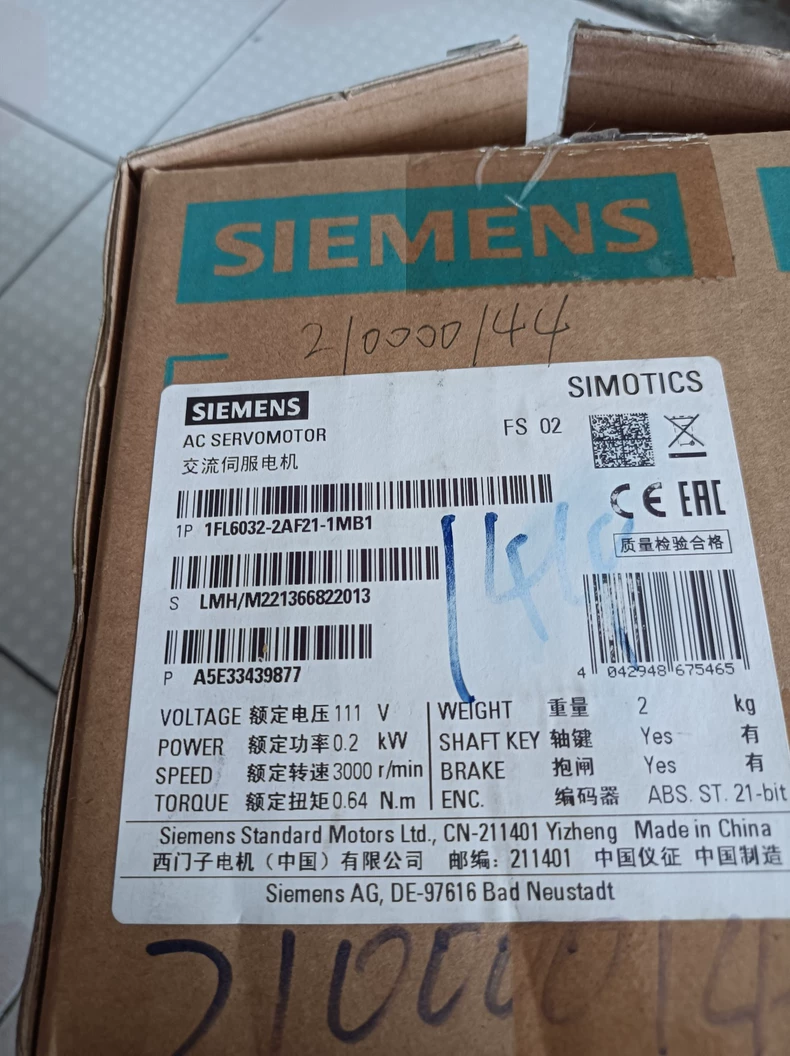 SIEMENS
210000144
SIMOTICS
SIEMENS
AC SERVOMOTOR
FS 02
交流伺服电机
1P 1FL6032-2AF21-1MB1
CE EAC
质量检验合格
S LMH/M221366822013
P A5E33439877
4 042948 675465
VOLTAGE 额定电压 111 V
POWER 额定功率 0.2 kW
SPEED 额定转速 3000 r/min
TORQUE 额定扭矩 0.64 N.m
WEIGHT 重量 2 kg
SHAFT KEY 轴键 Yes 有
BRAKE 抱闸 Yes 有
ENC. 编码器 ABS. ST. 21-bit
Siemens Standard Motors Ltd., CN-211401 Yizheng Made in China
西门子电机（中国）有限公司 邮编：211401 中国仪征 中国制造
Siemens AG, DE-97616 Bad Neustadt